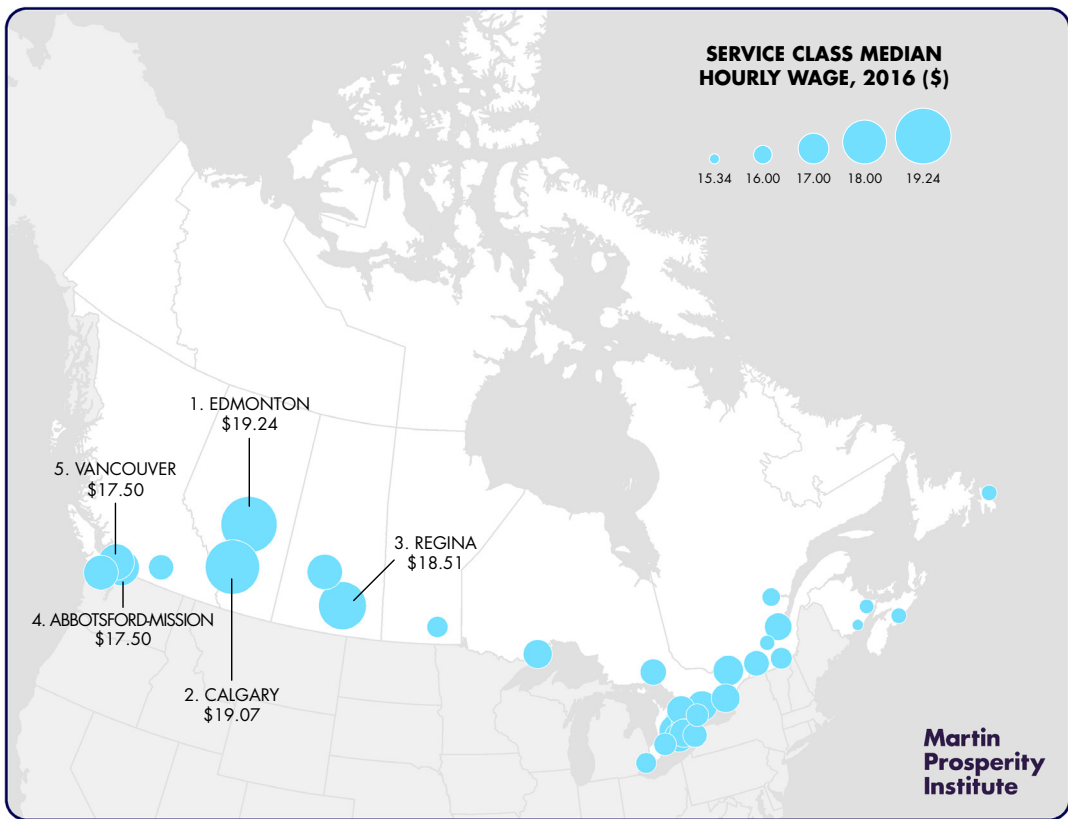 SERVICE CLASS MEDIAN
HOURLY WAGE, 2016 ($)
15.34 16.00 17.00 18.00 19.24
1. EDMONTON
$19.24
5. VANCOUVER
$17.50
3. REGINA
$18.51
4. ABBOTSFORD-MISSION
$17.50
2. CALGARY
$19.07
Martin
Prosperity
Institute